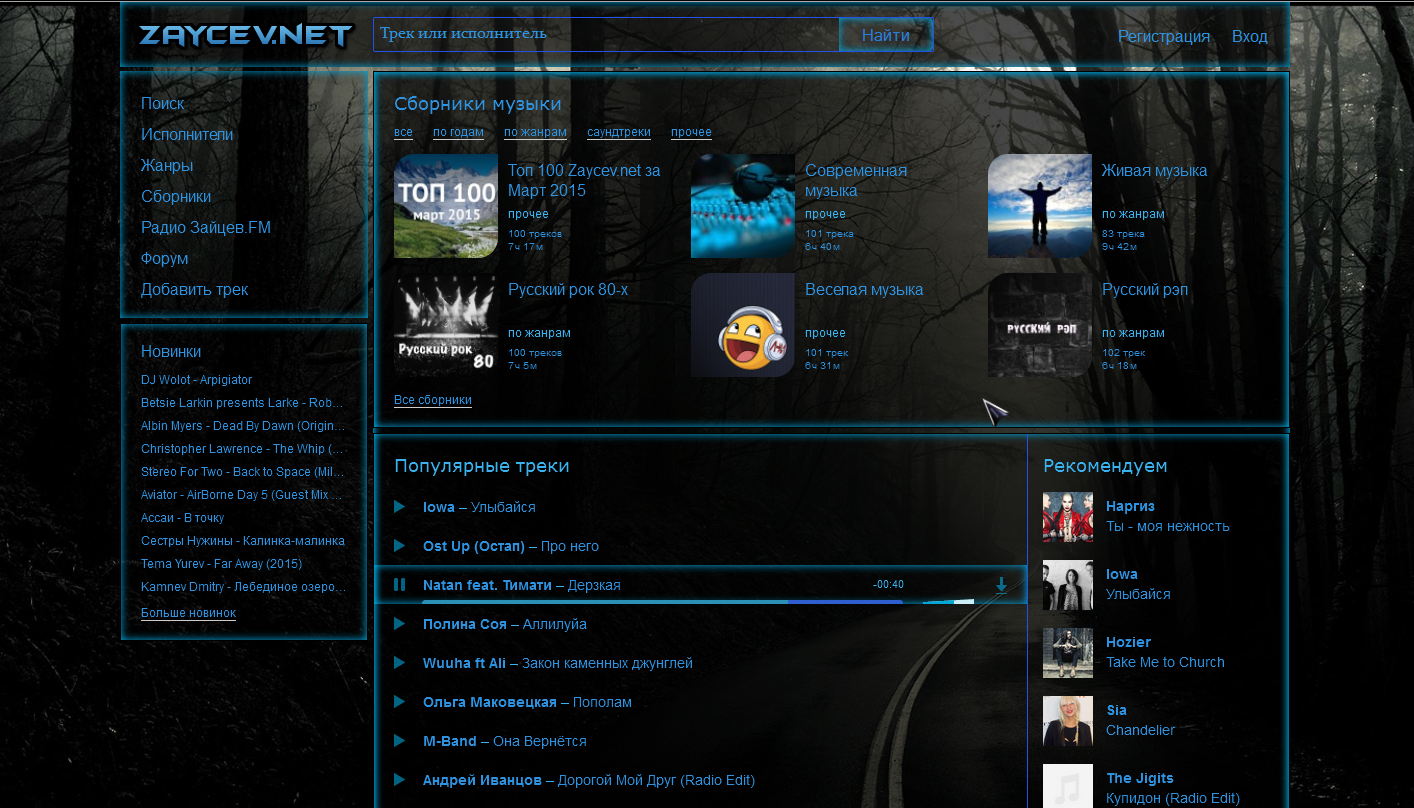 ZAYCEV.NET
Трек или исполнитель
Найти
Регистрация
Вход
Поиск
Исполнители
Жанры
Сборники
Радио Зайцев.FM
Форум
Добавить трек
Новинки
DJ Wolot - Arpigiator
Betsie Larkin presents Larke - Rob...
Albin Myers - Dead By Dawn (Origin...
Christopher Lawrence - The Whip (...
Stereo For Two - Back to Space (Mil...
Aviator - AirBorne Day 5 (Guest Mix ...
Ассаи - В точку
Сестры Нужины - Калинка-малинка
Tema Yurev - Far Away (2015)
Kamnev Dmitry - Лебединое озеро...
Больше новинок
Сборники музыки
все
по годам
по жанрам
саундтреки
прочее
ТОП 100
март 2015
Топ 100 Zaycev.net за
Март 2015
прочее
100 треков
7ч 17м
Современная
музыка
прочее
101 трека
6ч 40м
Живая музыка
по жанрам
83 трека
9ч 42м
Русский рок
80
Русский рок 80-х
по жанрам
100 треков
7ч 5м
Веселая музыка
прочее
101 трек
6ч 31м
РУССКИЙ РЭП
Русский рэп
по жанрам
102 трек
6ч 18м
Все сборники
Популярные треки
Iowa – Улыбайся
Ost Up (Остап) – Про него
Natan feat. Тимати – Дерзкая
-00:40
Полина Соя – Аллилуйа
Wuuha ft Ali – Закон каменных джунглей
Ольга Маковецкая – Пополам
M-Band – Она Вернётся
Андрей Иванцов – Дорогой Мой Друг (Radio Edit)
Рекомендуем
Наргиз
Ты - моя нежность
Iowa
Улыбайся
Hozier
Take Me to Church
Sia
Chandelier
The Jigits
Купидон (Radio Edit)